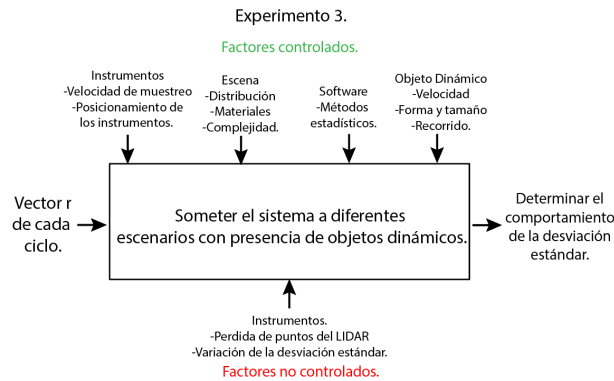 Experimento 3.
Factores controlados.
Instrumentos
-Velocidad de muestreo
-Posicionamiento de
los instrumentos.
Escena
-Distribución
-Materiales
-Complejidad.
Software
-Métodos
estadísticos.
Objeto Dinámico
-Velocidad
-Forma y tamaño
-Recorrido.
Vector r
de cada
ciclo.
Someter el sistema a diferentes
escenarios con presencia de objetos dinámicos.
Determinar el
comportamiento
de la desviación
estándar.
Instrumentos.
-Perdida de puntos del LIDAR
-Variación de la desviación estándar.
Factores no controlados.